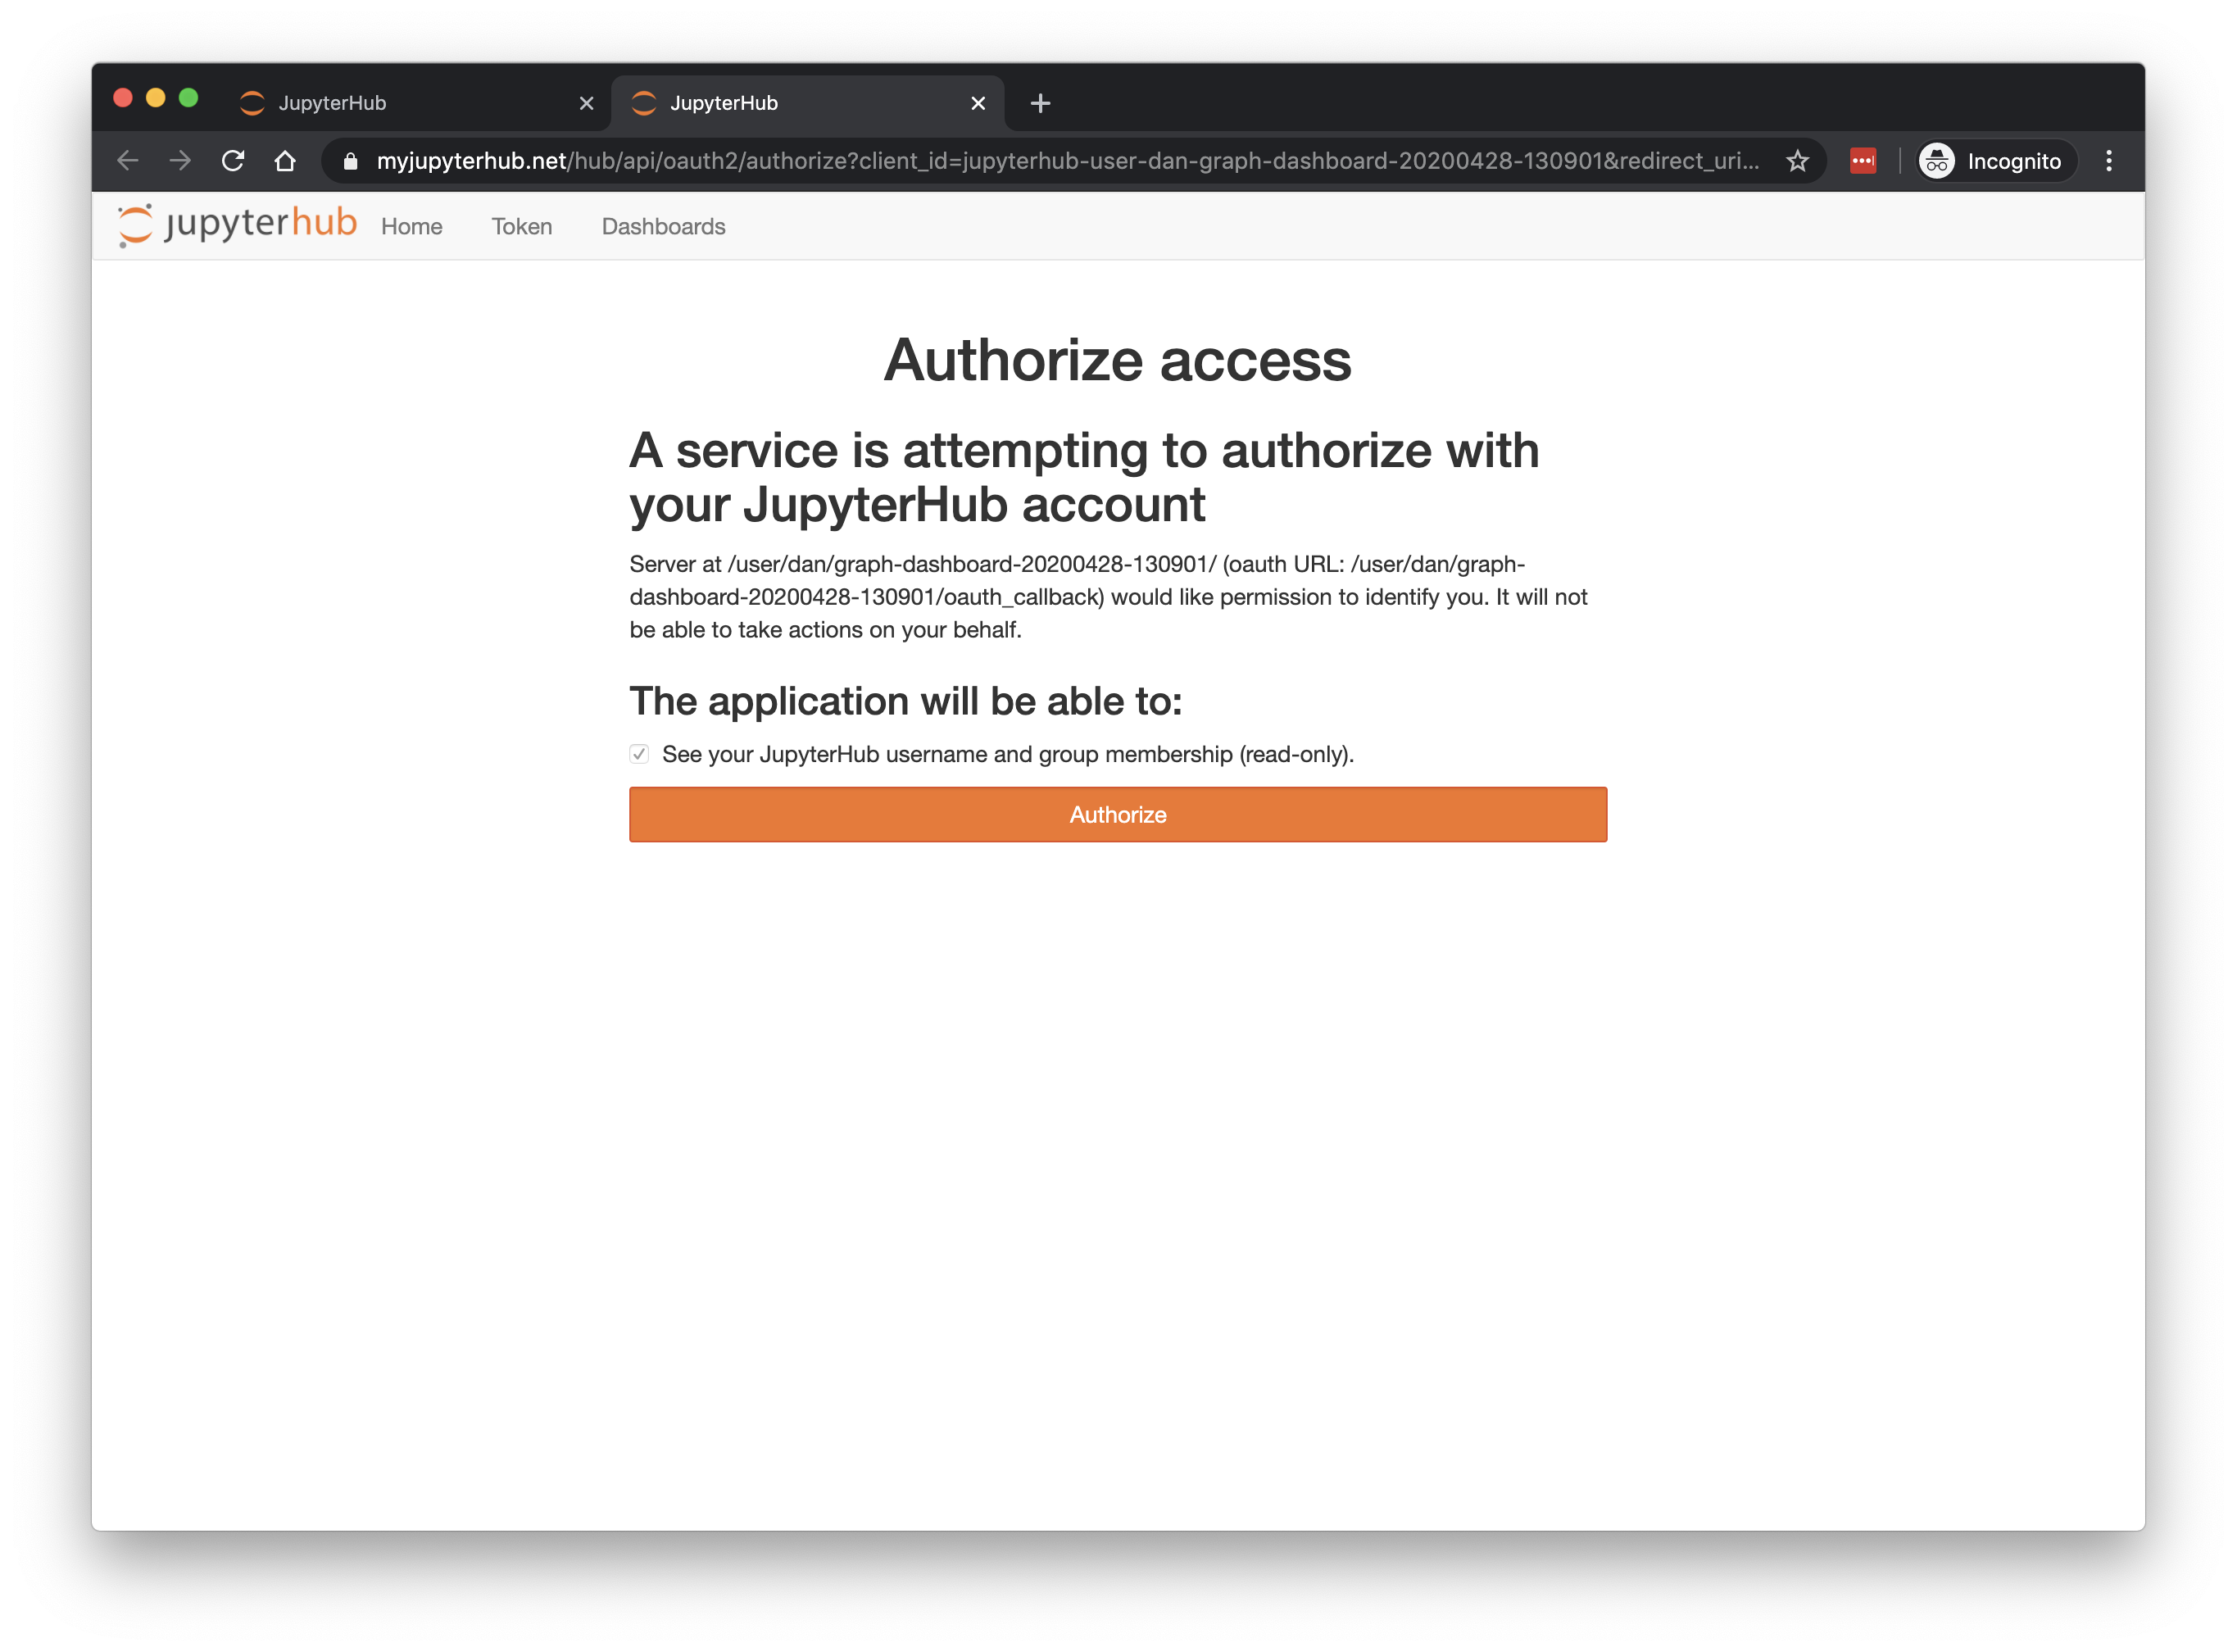 JupyterHub
JupyterHub
myjupyterhub.net/hub/api/oauth2/authorize?client_id=jupyterhub-user-dan-graph-dashboard-20200428-130901&redirect_uri...
Incognito
jupyterhub Home Token Dashboards
Authorize access
A service is attempting to authorize with
your JupyterHub account
Server at /user/dan/graph-dashboard-20200428-130901/ (oauth URL: /user/dan/graph-
dashboard-20200428-130901/oauth_callback) would like permission to identify you. It will not
be able to take actions on your behalf.
The application will be able to:
See your JupyterHub username and group membership (read-only).
Authorize